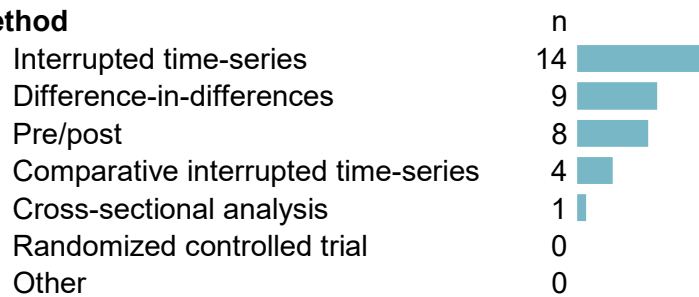 ethod n
Interrupted time-series 14
Difference-in-differences 9
Pre/post 8
Comparative interrupted time-series 4
Cross-sectional analysis 1
Randomized controlled trial 0
Other 0